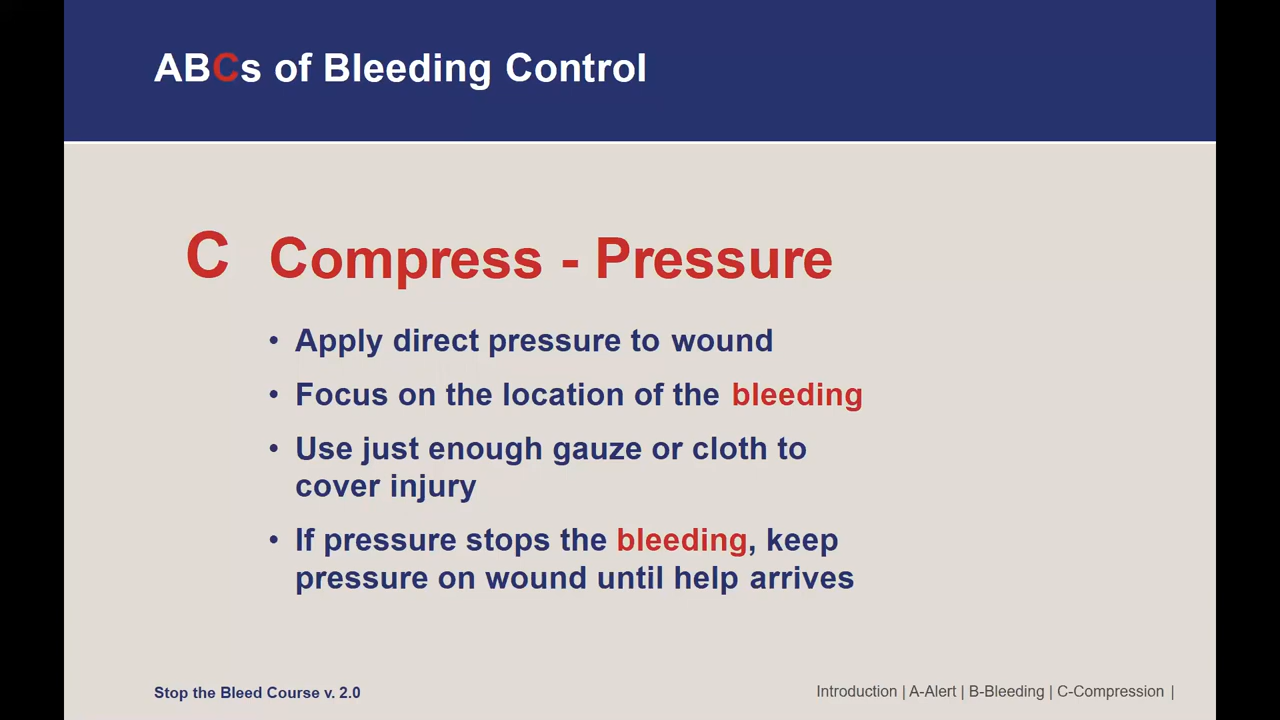 ABCs of Bleeding Control
C Compress - Pressure
• Apply direct pressure to wound
• Focus on the location of the bleeding
• Use just enough gauze or cloth to
cover injury
• If pressure stops the bleeding, keep
pressure on wound until help arrives
Stop the Bleed Course v. 2.0
Introduction | A-Alert | B-Bleeding | C-Compression |